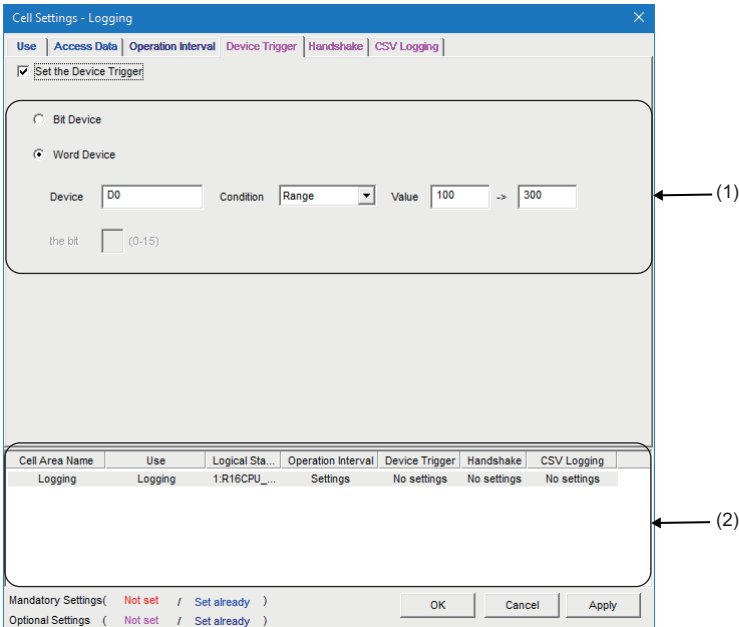 Cell Settings - Logging
Use Access Data Operation Interval Device Trigger Handshake CSV Logging
Set the Device Trigger
Bit Device
Word Device
Device D0 Condition Range Value 100 -> 300
(1)
the bit (0-15)
Cell Area Name Use Logical Sta... Operation Interval Device Trigger Handshake CSV Logging
Logging Logging 1:R16CPU_... Settings No settings No settings No settings
(2)
Mandatory Settings( Not set / Set already )
OK Cancel Apply
Optional Settings ( Not set / Set already )